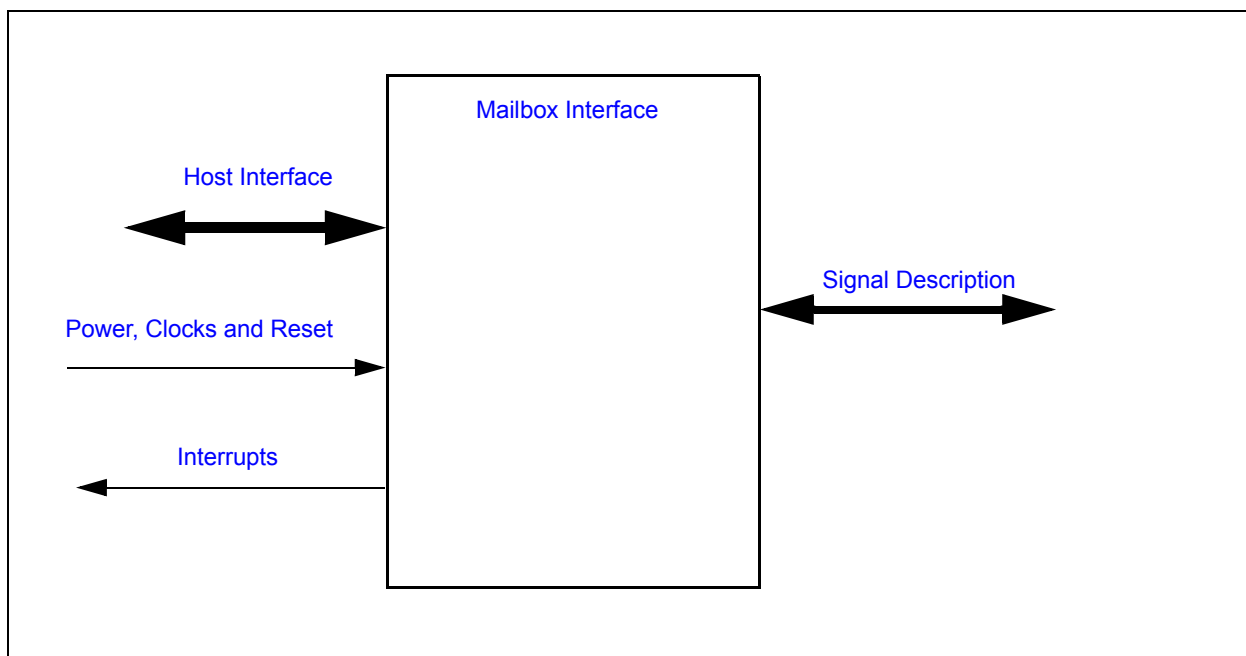 Mailbox Interface
Host Interface
Signal Description
Power, Clocks and Reset
Interrupts